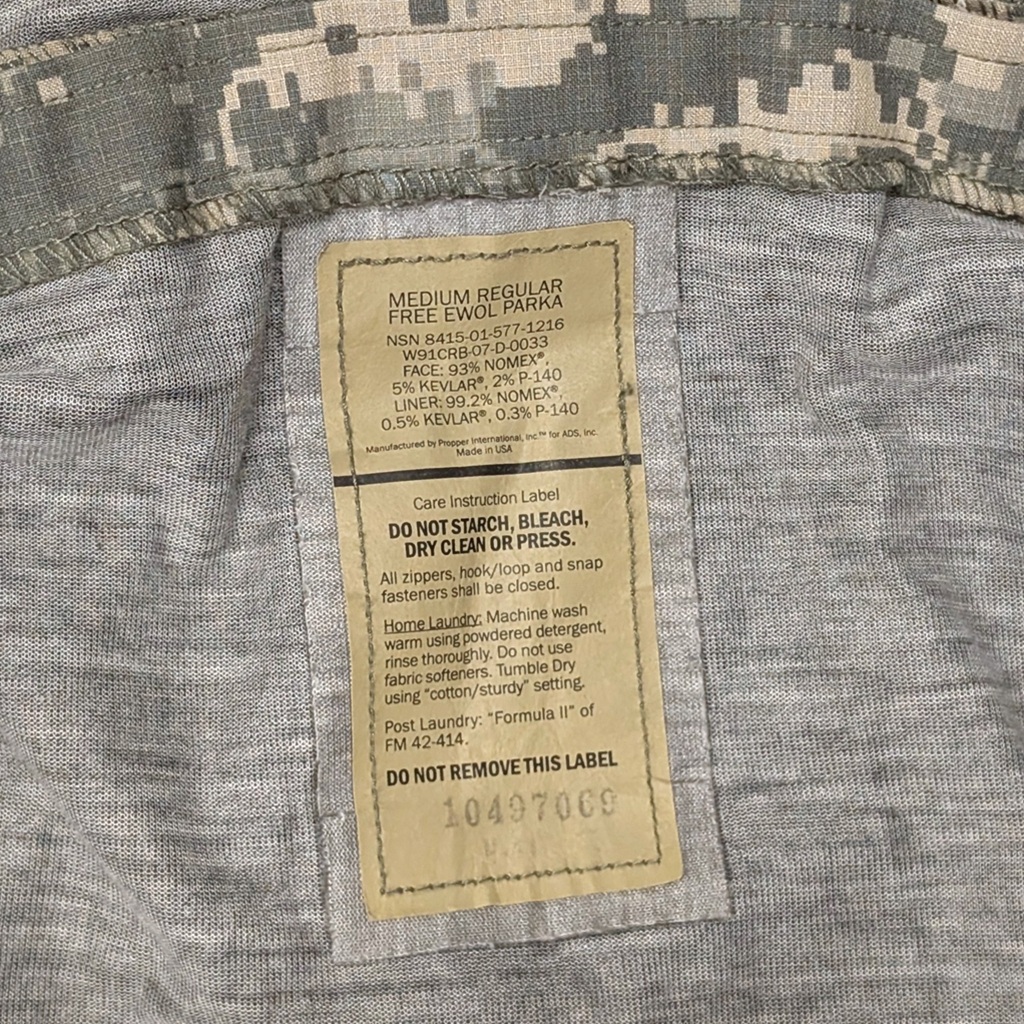 MEDIUM REGULAR
FREE EWOL PARKA
NSN 8415-01-577-1216
W91CRB-07-D-0033
FACE: 93% NOMEX®,
5% KEVLAR®, 2% P-140
LINER: 99.2% NOMEX®,
0.5% KEVLAR®, 0.3% P-140
Manufactured by Propper International, Inc.™ for ADS, Inc.
Made in USA
Care Instruction Label
DO NOT STARCH, BLEACH,
DRY CLEAN OR PRESS.
All zippers, hook/loop and snap
fasteners shall be closed.
Home Laundry: Machine wash
warm using powdered detergent,
rinse thoroughly. Do not use
fabric softeners. Tumble Dry
using “cotton/sturdy” setting.
Post Laundry: “Formula II” of
FM 42-414.
DO NOT REMOVE THIS LABEL
10497069